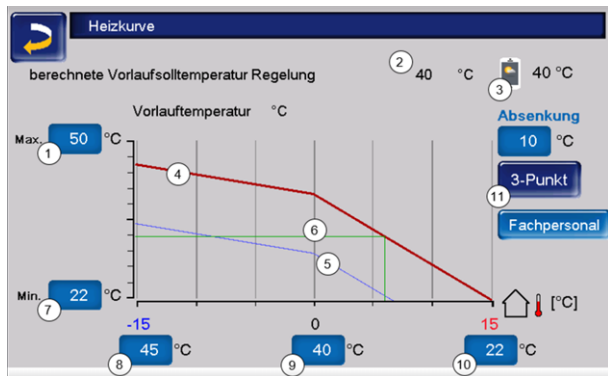 Heizkurve
berechnete Vorlaufsolltemperatur Regelung
2
40 °C
3
40 °C
Vorlauftemperatur °C
Absenkung
10 °C
Max. 50 °C
1
4
3-Punkt
11
Fachpersonal
6
5
Min. 22 °C
7
[°C]
-15
0
15
45 °C
8
40 °C
9
22 °C
10